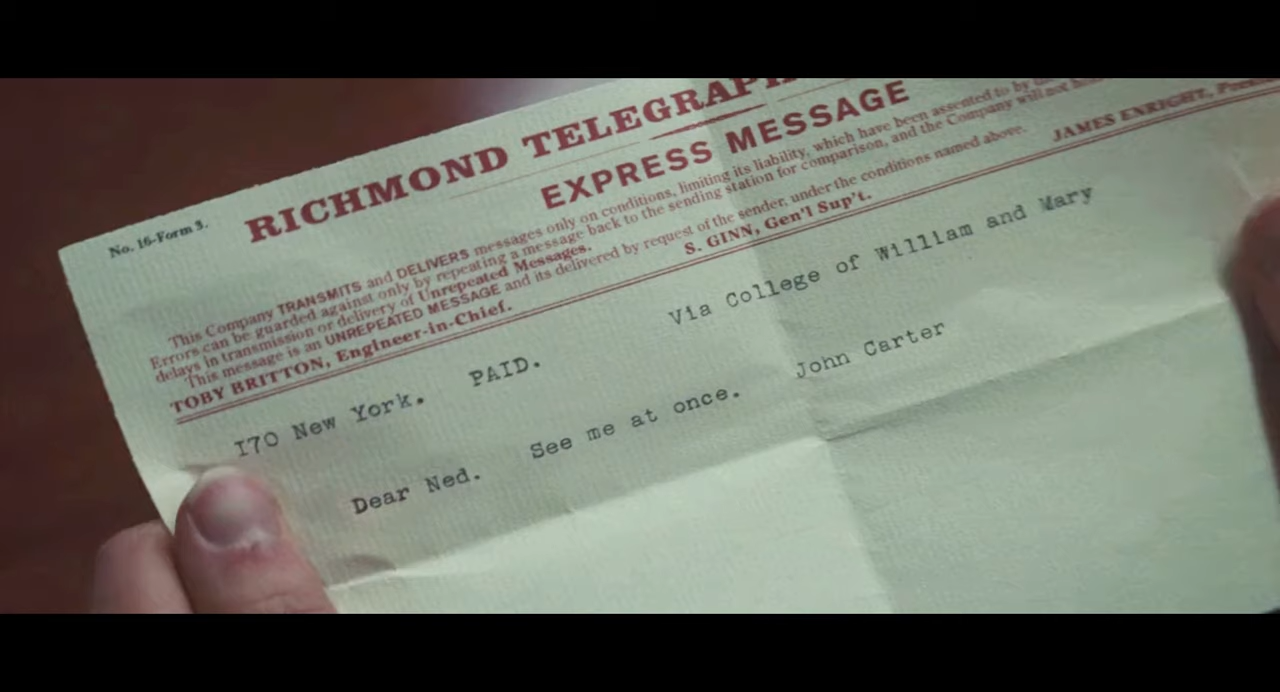 RICHMOND TELEGRAPH
EXPRESS MESSAGE
No. 16-Form 3.
This Company TRANSMITS and DELIVERS messages only on conditions, limiting its liability, which have been assented to by the
Errors can be guarded against only by repeating a message back to the sending station for comparison, and the Company will not
delays in transmission or delivery of Unrepeated Messages.
This message is an UNREPEATED MESSAGE and its delivered by request of the sender, under the conditions named above.
TOBY BRITTON, Engineer-in-Chief. S. GINN, Gen'l Sup't. JAMES ENRIGHT,
170 New York. PAID. Via College of William and Mary
Dear Ned. See me at once. John Carter